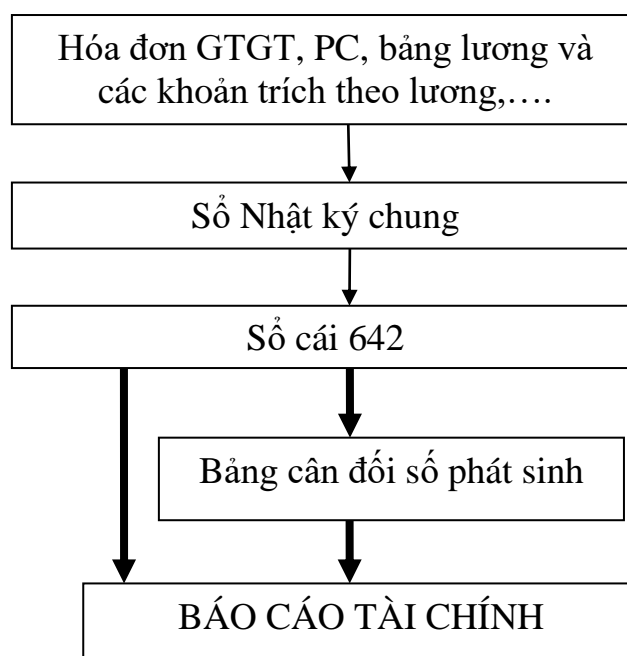 Hóa đơn GTGT, PC, bảng lương và
các khoản trích theo lương,….
Sổ Nhật ký chung
Sổ cái 642
Bảng cân đối số phát sinh
BÁO CÁO TÀI CHÍNH